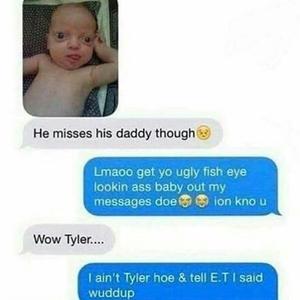 He misses his daddy though😒
Lmaoo get yo ugly fish eye
lookin ass baby out my
messages doe😭😭 ion kno u
Wow Tyler....
I ain't Tyler hoe & tell E.T I said
wuddup